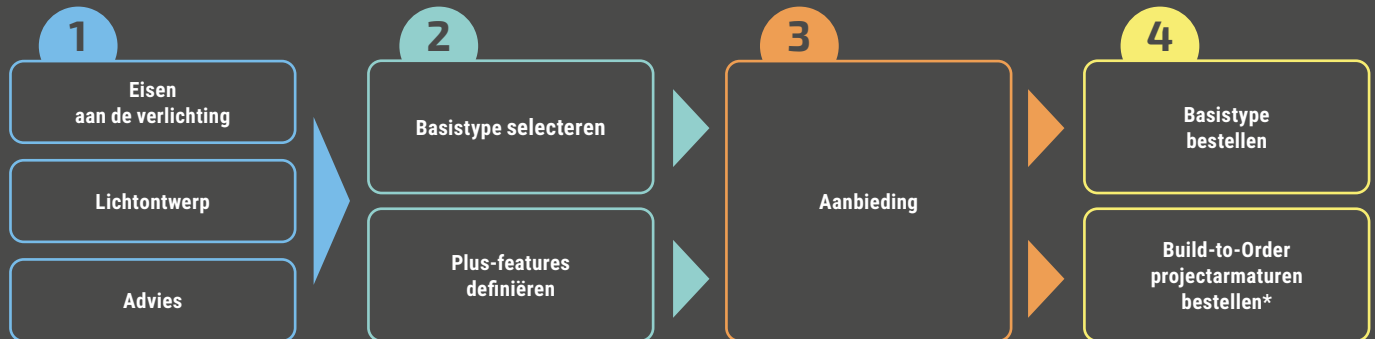 1
Eisen
aan de verlichting
Lichtontwerp
Advies
2
Basistype selecteren
Plus-features
definiëren
3
Aanbieding
4
Basistype
bestellen
Build-to-Order
projectarmaturen
bestellen*